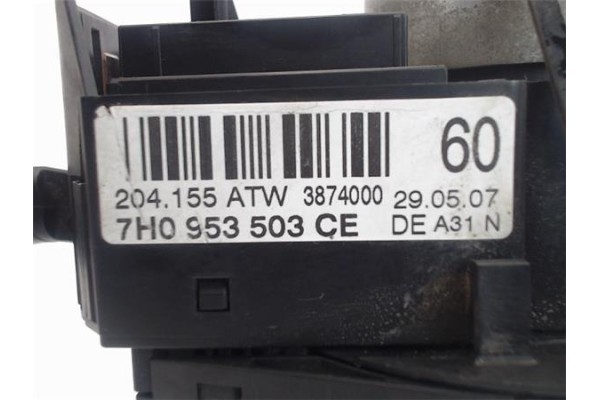 60
204.155 ATW 3874000 29.05.07
7H0 953 503 CE DE A31 N